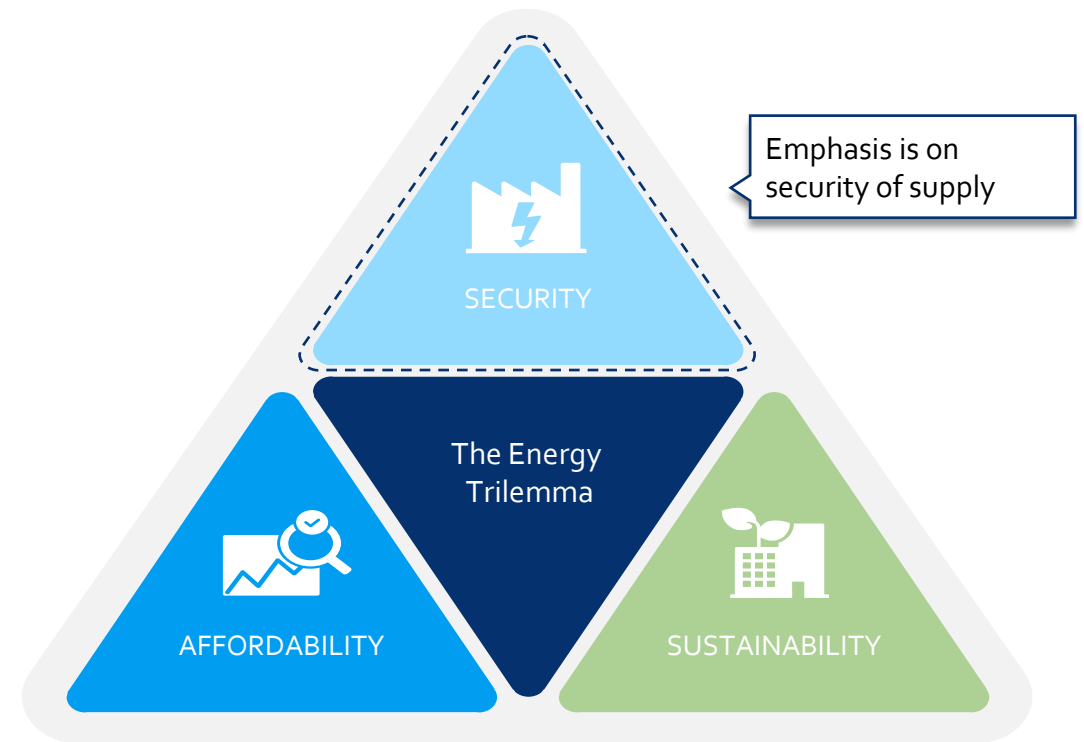 Emphasis is on
security of supply
SECURITY
The Energy
Trilemma
AFFORDABILITY
SUSTAINABILITY